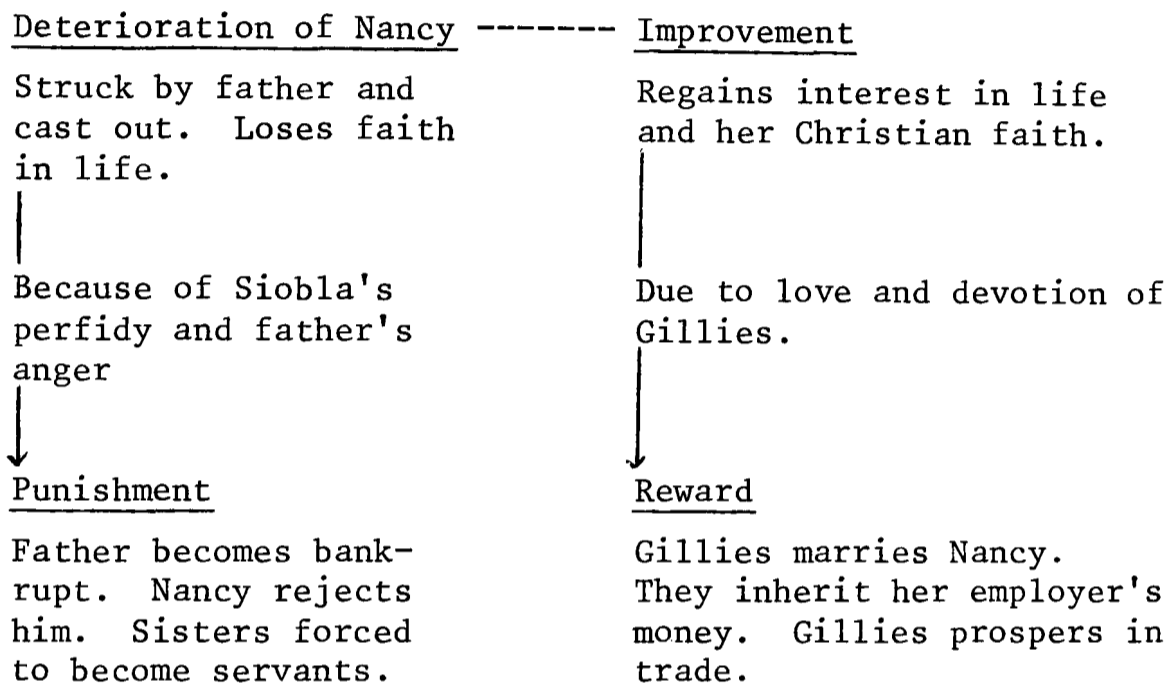 Deterioration of Nancy ------- Improvement
Struck by father and
cast out. Loses faith
in life.
Regains interest in life
and her Christian faith.
Because of Siobla's
perfidy and father's
anger
Due to love and devotion of
Gillies.
Punishment
Father becomes bank-
rupt. Nancy rejects
him. Sisters forced
to become servants.
Reward
Gillies marries Nancy.
They inherit her employer's
money. Gillies prospers in
trade.